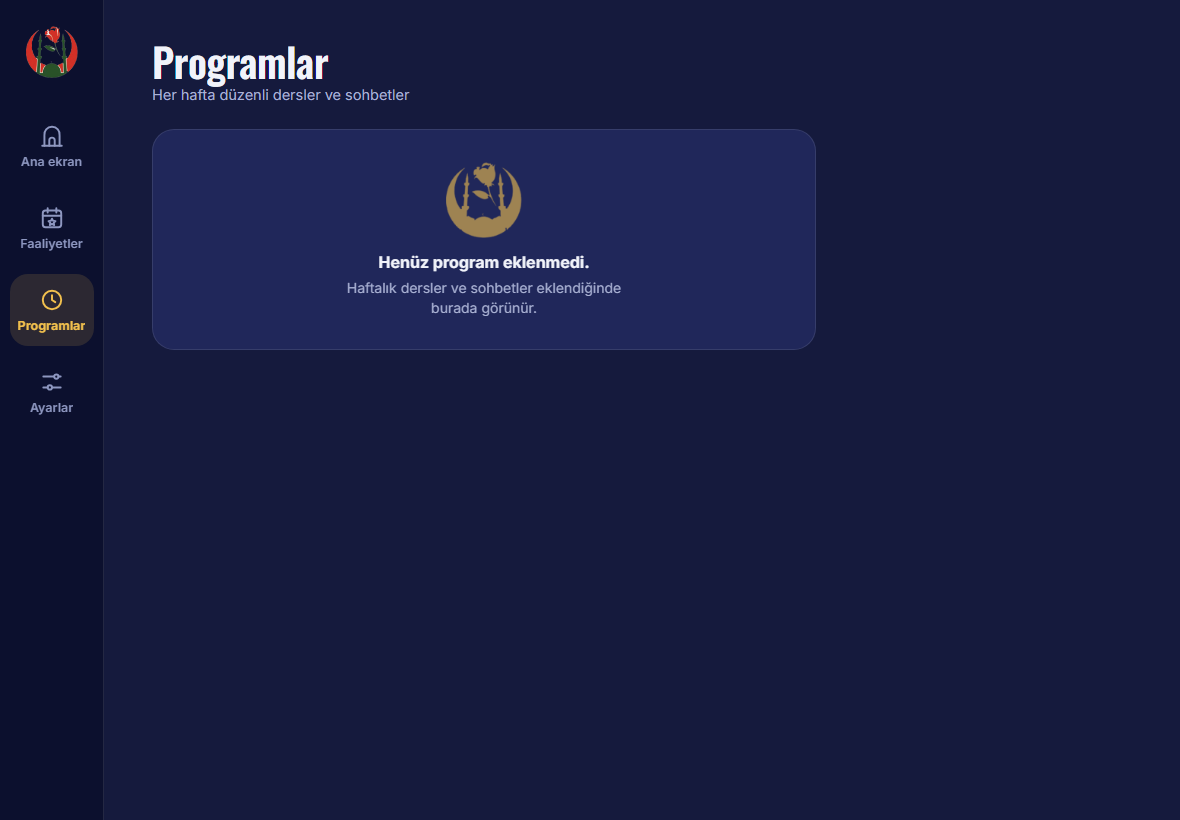 Programlar
Her hafta düzenli dersler ve sohbetler
Ana ekran
Faaliyetler
Programlar
Ayarlar
Henüz program eklenmedi.
Haftalık dersler ve sohbetler eklendiğinde
burada görünür.